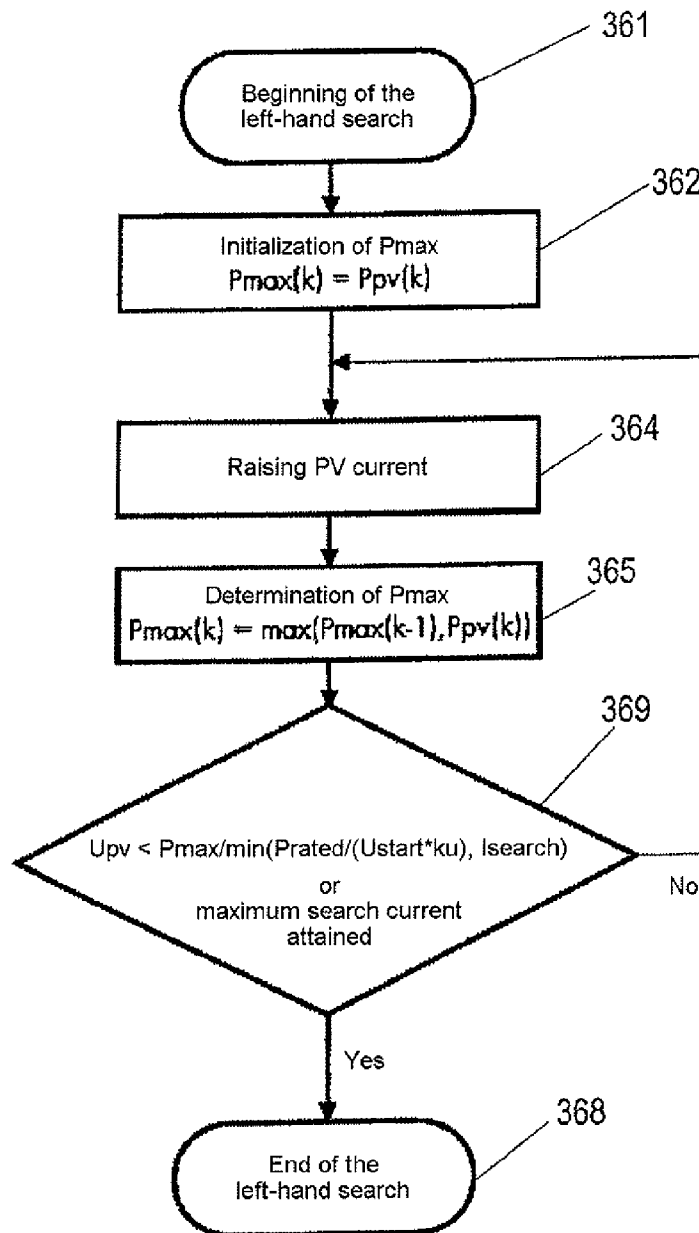 361
Beginning of the
left-hand search
362
Initialization of Pmax
Pmax(k) = Ppv(k)
364
Raising PV current
365
Determination of Pmax
Pmax(k) = max(Pmax(k-1),Ppv(k))
369
Upv < Pmax/min(Prated/(Ustart*ku), Isearch)
or
maximum search current
attained
No
Yes
368
End of the
left-hand search